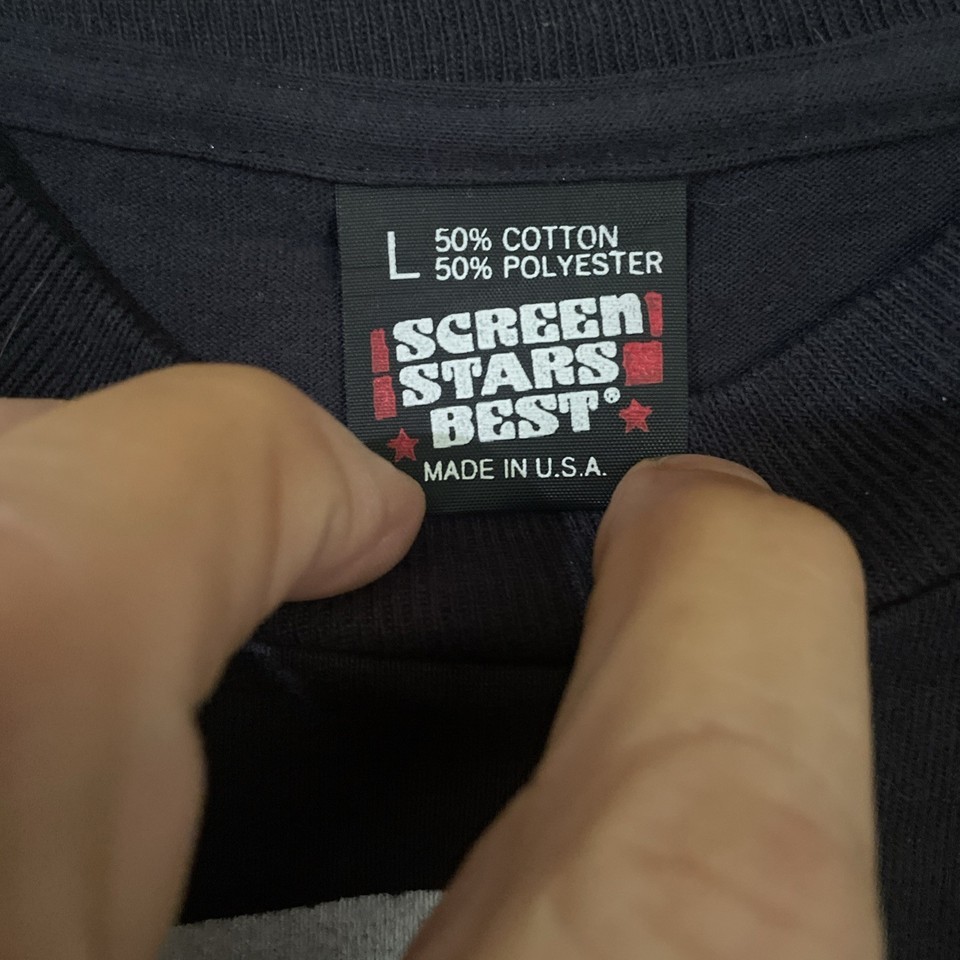 L 50% COTTON
50% POLYESTER
SCREEN
STARS
BEST®
MADE IN U.S.A.